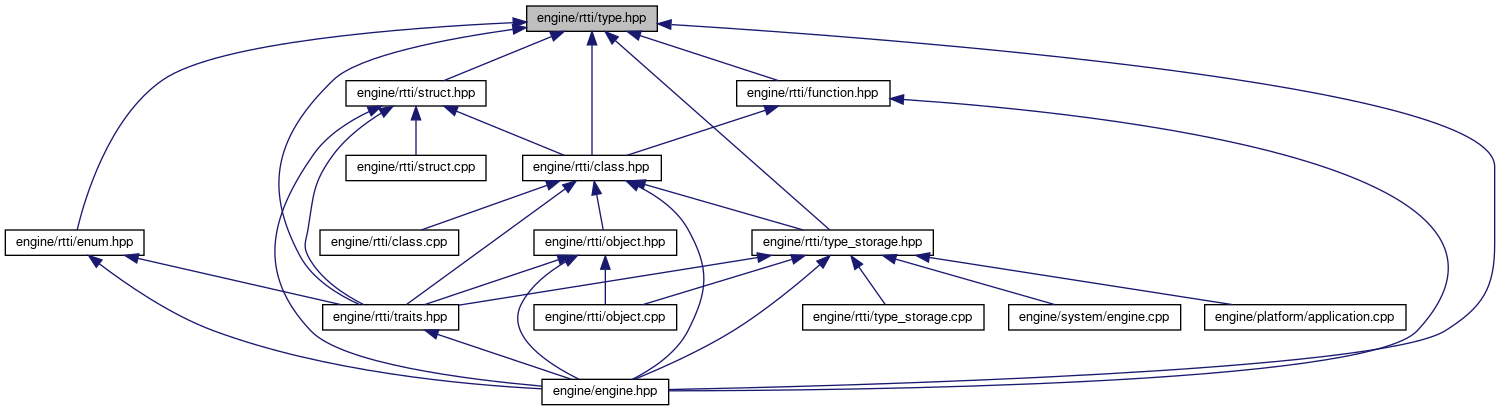 engine/rtti/type.hpp
engine/rtti/struct.hpp
engine/rtti/function.hpp
engine/rtti/struct.cpp
engine/rtti/class.hpp
engine/rtti/enum.hpp
engine/rtti/class.cpp
engine/rtti/object.hpp
engine/rtti/type_storage.hpp
engine/rtti/traits.hpp
engine/rtti/object.cpp
engine/rtti/type_storage.cpp
engine/system/engine.cpp
engine/platform/application.cpp
engine/engine.hpp